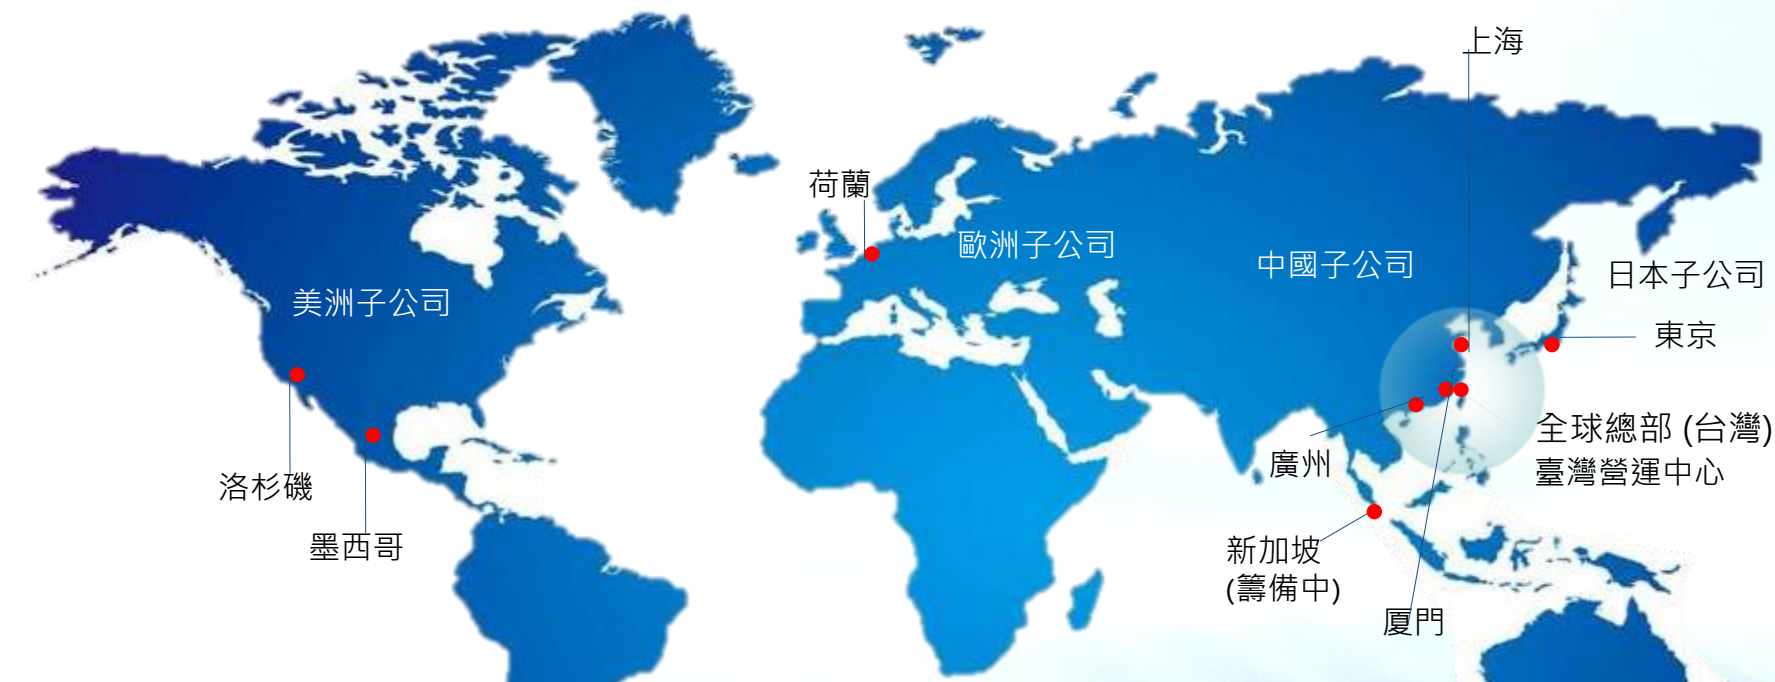 上海
荷蘭
歐洲子公司
中國子公司
日本子公司
美洲子公司
東京
全球總部 (台灣)
臺灣營運中心
廣州
洛杉磯
墨西哥
新加坡
(籌備中)
厦門